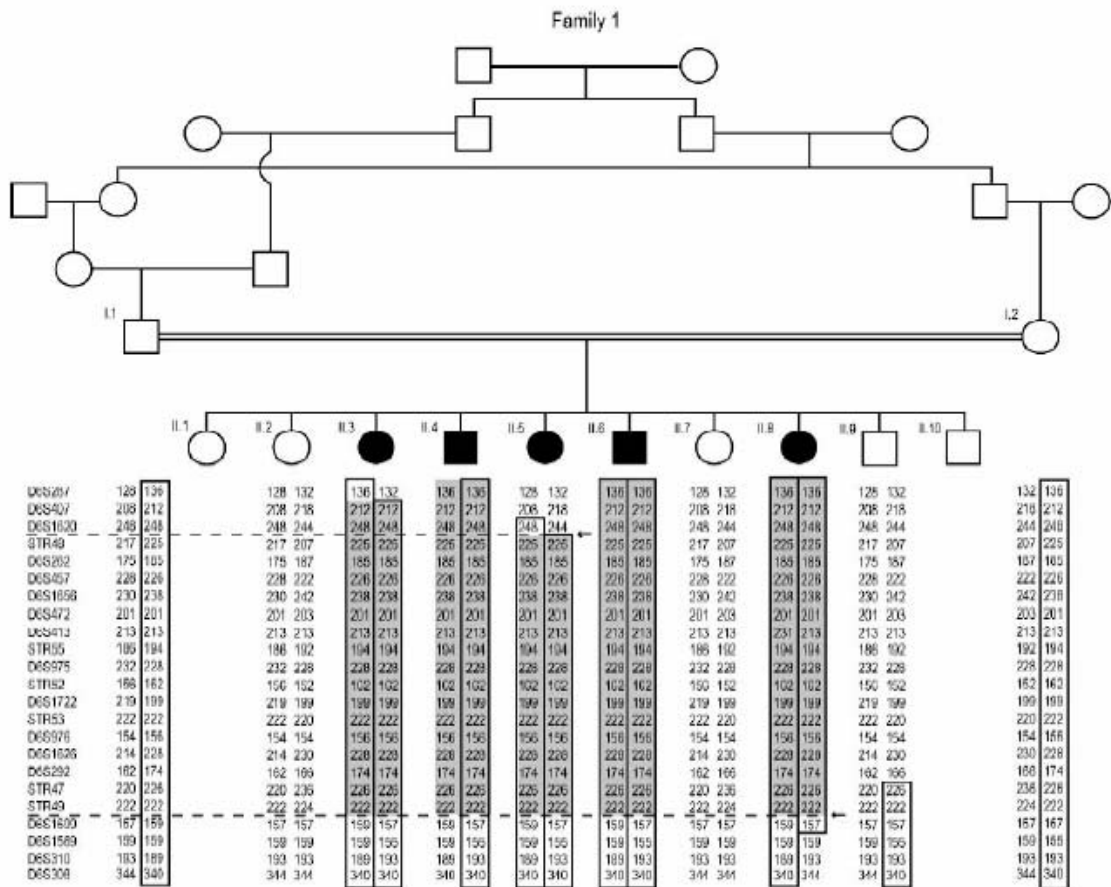 Family 1
I.1
I.2
II.1 II.2 II.3 II.4 II.5 II.6 II.7 II.8 II.9 II.10
D6S287 128 136 128 132 136 132 136 136 128 132 136 136 128 132 136 136 128 132 132 136
D6S407 208 212 208 218 212 212 212 212 208 218 212 212 208 218 212 212 208 218 218 212
D6S1620 248 248 248 244 248 248 248 248 248 244 248 248 248 244 248 248 248 244 244 248
STR48 217 225 217 207 225 225 225 225 225 225 225 225 217 207 225 225 217 207 207 225
D6S262 175 185 175 187 185 185 185 185 185 185 185 185 175 187 185 185 175 187 187 185
D6S457 228 226 228 222 226 226 226 226 226 226 226 226 228 222 226 226 228 222 222 226
D6S1656 230 238 230 242 238 238 238 238 238 238 238 238 230 242 238 238 230 242 242 238
D6S472 201 201 201 203 201 201 201 201 201 201 201 201 201 203 201 201 201 203 203 201
D6S413 213 213 213 213 213 213 213 213 213 213 213 213 213 213 231 213 213 213 213 213
STR55 186 194 186 192 194 194 194 194 194 194 194 194 186 192 194 194 186 192 192 194
D6S975 232 228 232 228 228 228 228 228 228 228 228 228 232 228 228 228 232 228 228 228
STR52 156 162 156 152 162 162 162 162 162 162 162 162 156 152 162 162 156 152 152 162
D6S1722 219 199 219 199 199 199 199 199 199 199 199 199 219 199 199 199 219 199 199 199
STR53 222 222 222 220 222 222 222 222 222 222 222 222 222 220 222 222 222 220 220 222
D6S976 154 156 154 154 156 156 156 156 156 156 156 156 154 154 156 156 154 154 154 156
D6S1626 214 228 214 230 228 228 228 228 228 228 228 228 214 230 228 228 214 230 230 228
D6S292 162 174 162 166 174 174 174 174 174 174 174 174 162 166 174 174 162 166 166 174
STR47 220 226 220 236 226 226 226 226 226 226 226 226 220 236 226 226 220 226 236 226
STR49 222 222 222 224 222 222 222 222 222 222 222 222 222 224 222 222 222 222 224 222
D6S1609 167 159 157 157 159 157 159 157 159 157 159 157 157 157 159 157 157 157 167 167
D6S1569 159 159 159 159 159 155 159 155 159 155 159 155 159 159 159 159 159 155 159 155
D6S310 193 189 193 193 189 193 189 193 189 193 189 193 193 193 189 193 193 193 193 193
D6S308 344 340 344 344 340 340 340 340 340 340 340 340 344 344 340 344 344 340 344 340